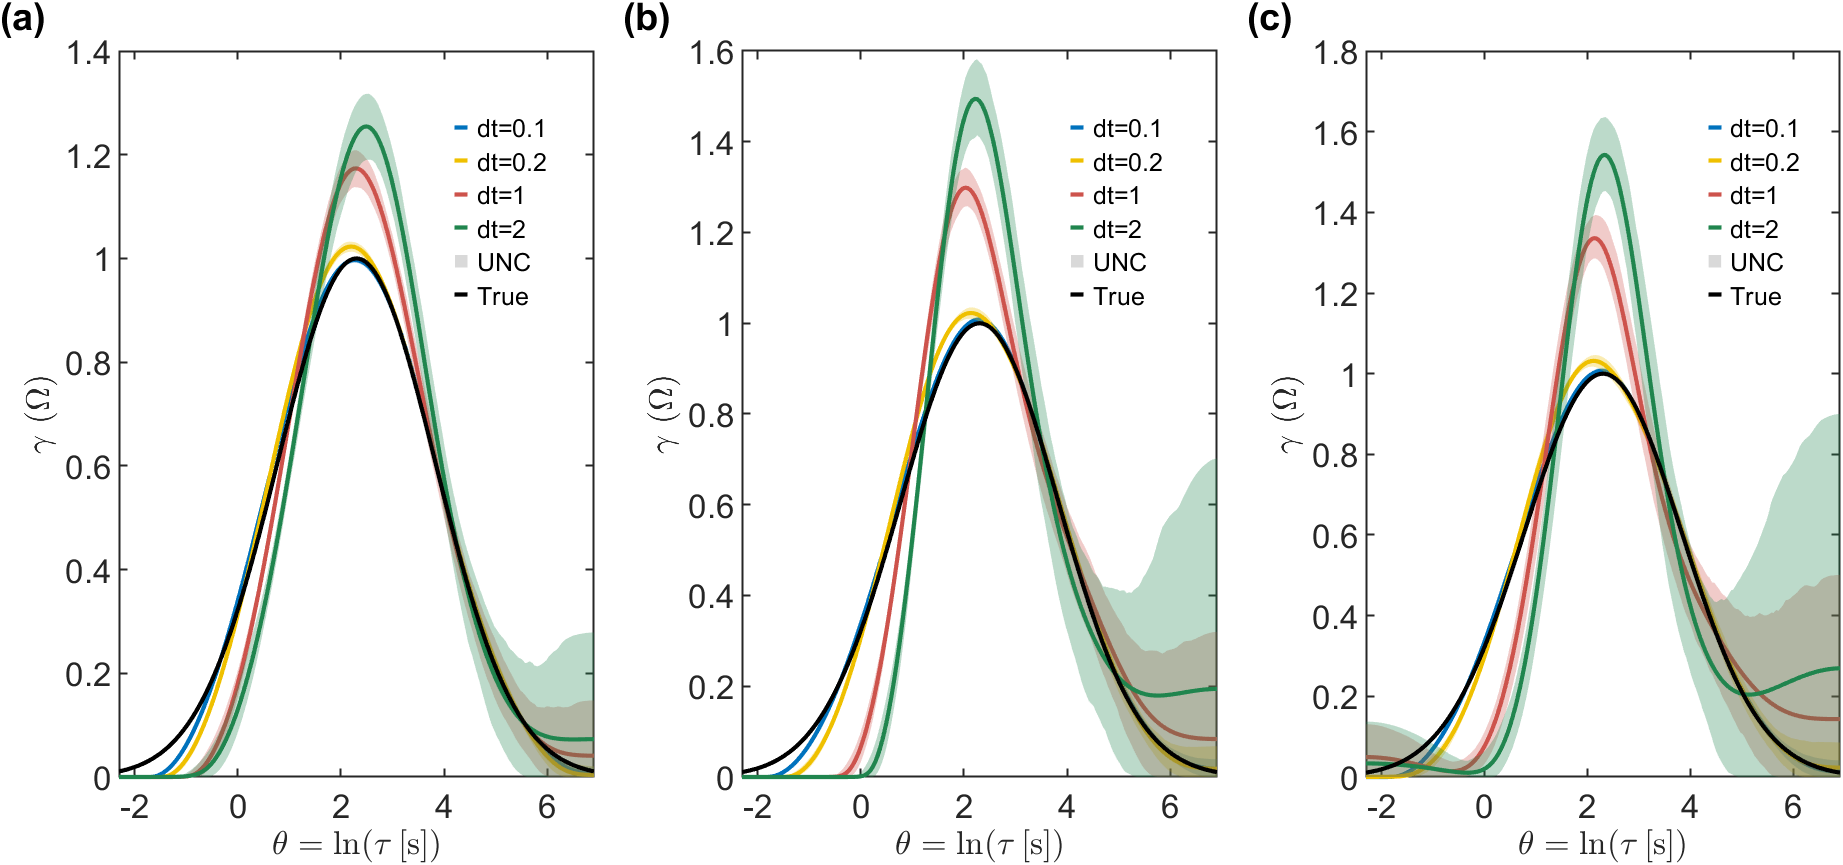 (a)
1.4
1.2
1
0.8
0.6
0.4
0.2
0
-2 0 2 4 6
γ (Ω)
θ = ln(τ [s])
dt=0.1
dt=0.2
dt=1
dt=2
UNC
True
(b)
1.6
1.4
1.2
1
0.8
0.6
0.4
0.2
0
-2 0 2 4 6
γ (Ω)
θ = ln(τ [s])
dt=0.1
dt=0.2
dt=1
dt=2
UNC
True
(c)
1.8
1.6
1.4
1.2
1
0.8
0.6
0.4
0.2
0
-2 0 2 4 6
γ (Ω)
θ = ln(τ [s])
dt=0.1
dt=0.2
dt=1
dt=2
UNC
True